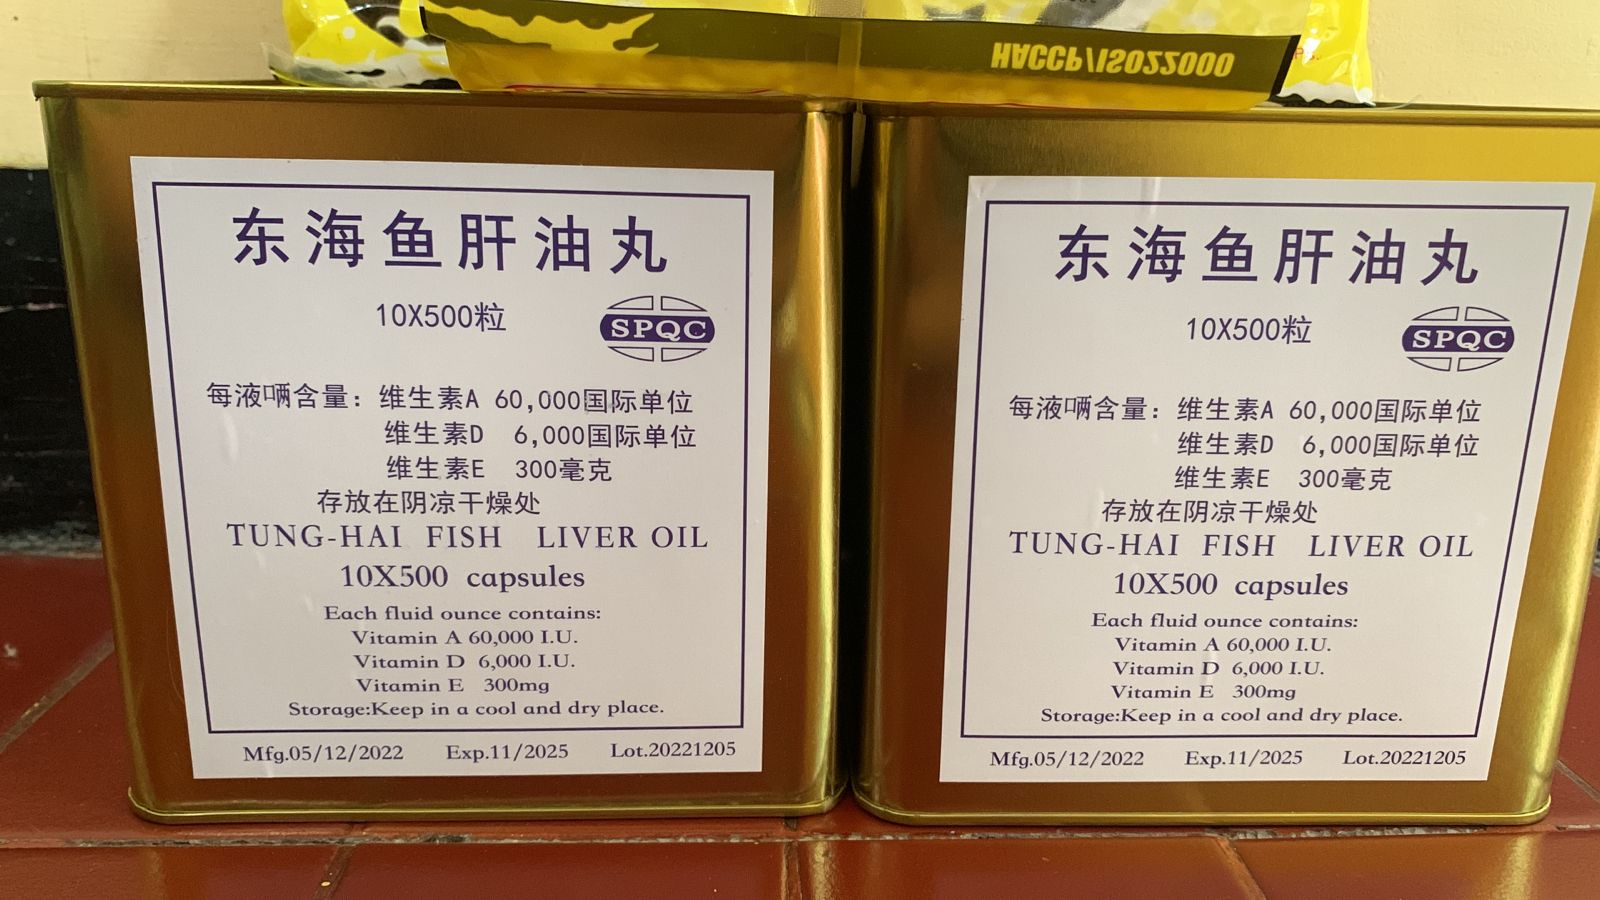 HACCP/ISO22000
东海鱼肝油丸
10X500粒
SPQC
每液唡含量：维生素A 60,000国际单位
维生素D 6,000国际单位
维生素E 300毫克
存放在阴凉干燥处
TUNG-HAI FISH LIVER OIL
10X500 capsules
Each fluid ounce contains:
Vitamin A 60,000 I.U.
Vitamin D 6,000 I.U.
Vitamin E 300mg
Storage:Keep in a cool and dry place.
Mfg.05/12/2022 Exp.11/2025 Lot.20221205
东海鱼肝油丸
10X500粒
SPQC
每液唡含量：维生素A 60,000国际单位
维生素D 6,000国际单位
维生素E 300毫克
存放在阴凉干燥处
TUNG-HAI FISH LIVER OIL
10X500 capsules
Each fluid ounce contains:
Vitamin A 60,000 I.U.
Vitamin D 6,000 I.U.
Vitamin E 300mg
Storage:Keep in a cool and dry place.
Mfg.05/12/2022 Exp.11/2025 Lot.20221205